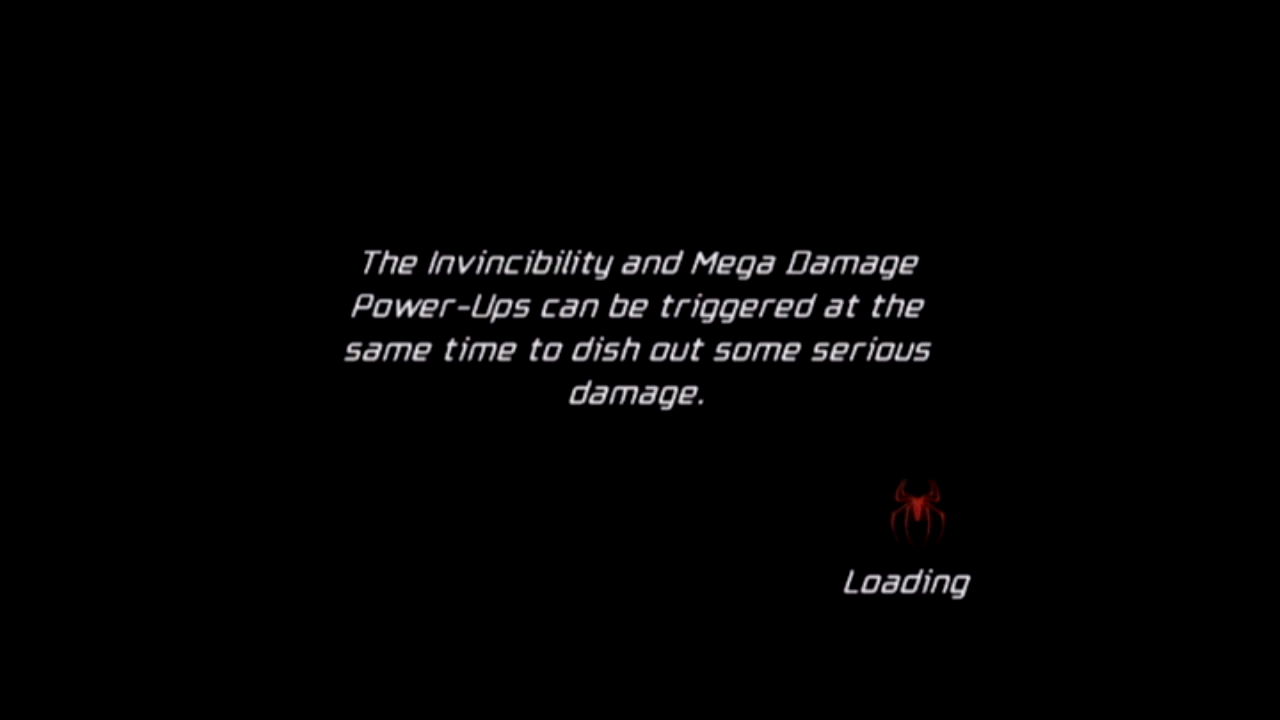 The Invincibility and Mega Damage
Power-Ups can be triggered at the
same time to dish out some serious
damage.
Loading